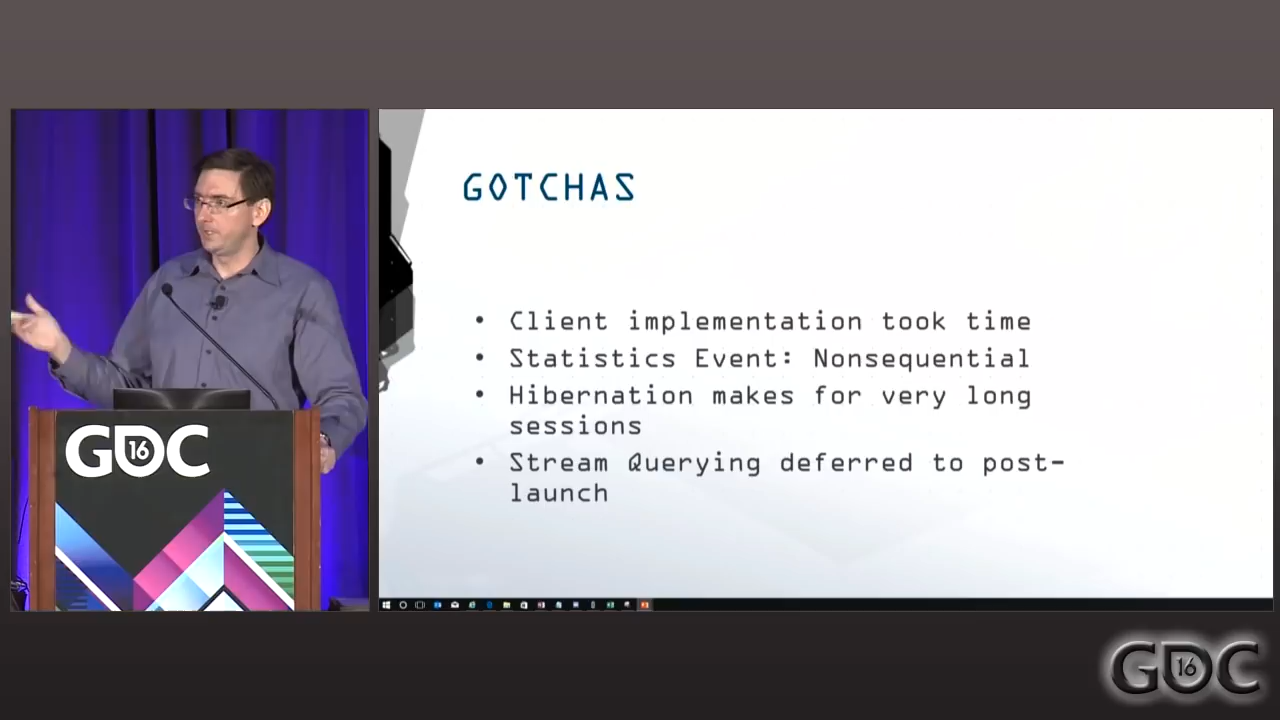 GOTCHAS
• Client implementation took time
• Statistics Event: Nonsequential
• Hibernation makes for very long
sessions
• Stream Querying deferred to post-
launch
GDC 16
GDC 16